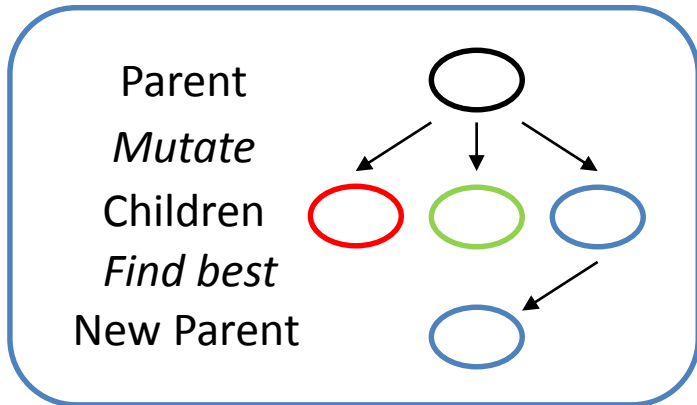 Parent
Mutate
Children
Find best
New Parent